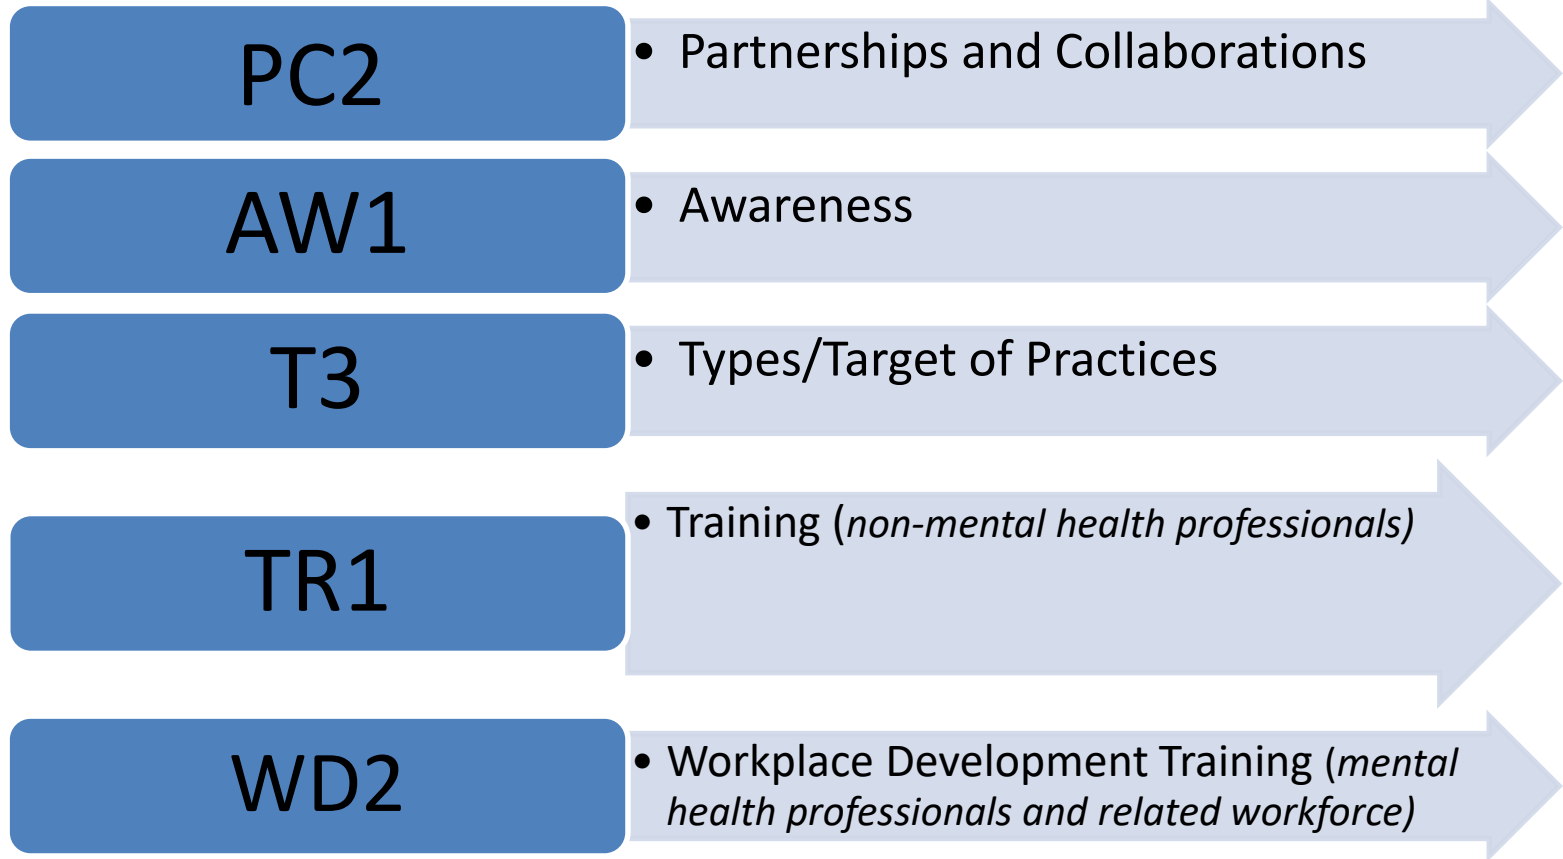 PC2
• Partnerships and Collaborations
AW1
• Awareness
T3
• Types/Target of Practices
TR1
• Training (non-mental health professionals)
WD2
• Workplace Development Training (mental
health professionals and related workforce)